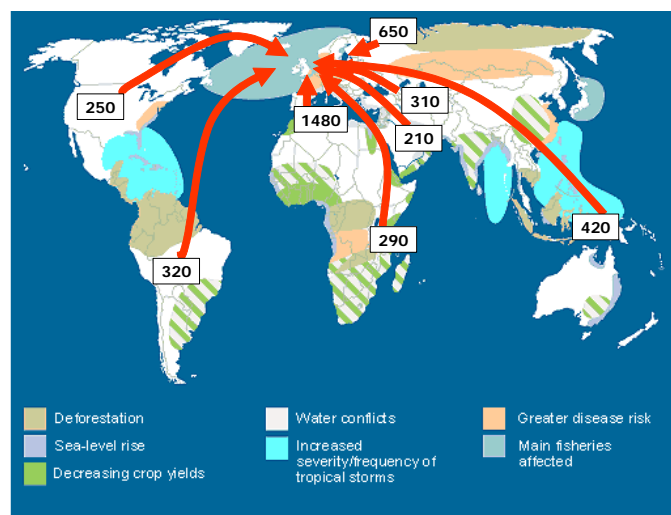 650
250
310
1480
210
290
420
320
Deforestation
Water conflicts
Greater disease risk
Sea-level rise
Increased
severity/frequency of
tropical storms
Main fisheries
affected
Decreasing crop yields